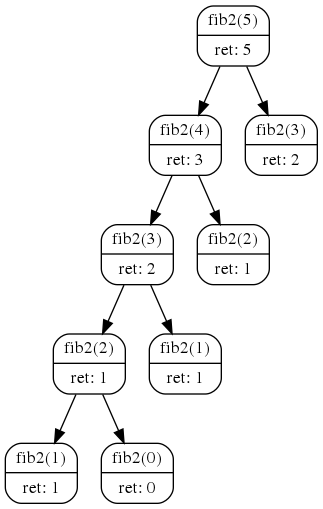 fib2(5)
ret: 5
fib2(4)
ret: 3
fib2(3)
ret: 2
fib2(3)
ret: 2
fib2(2)
ret: 1
fib2(2)
ret: 1
fib2(1)
ret: 1
fib2(1)
ret: 1
fib2(0)
ret: 0